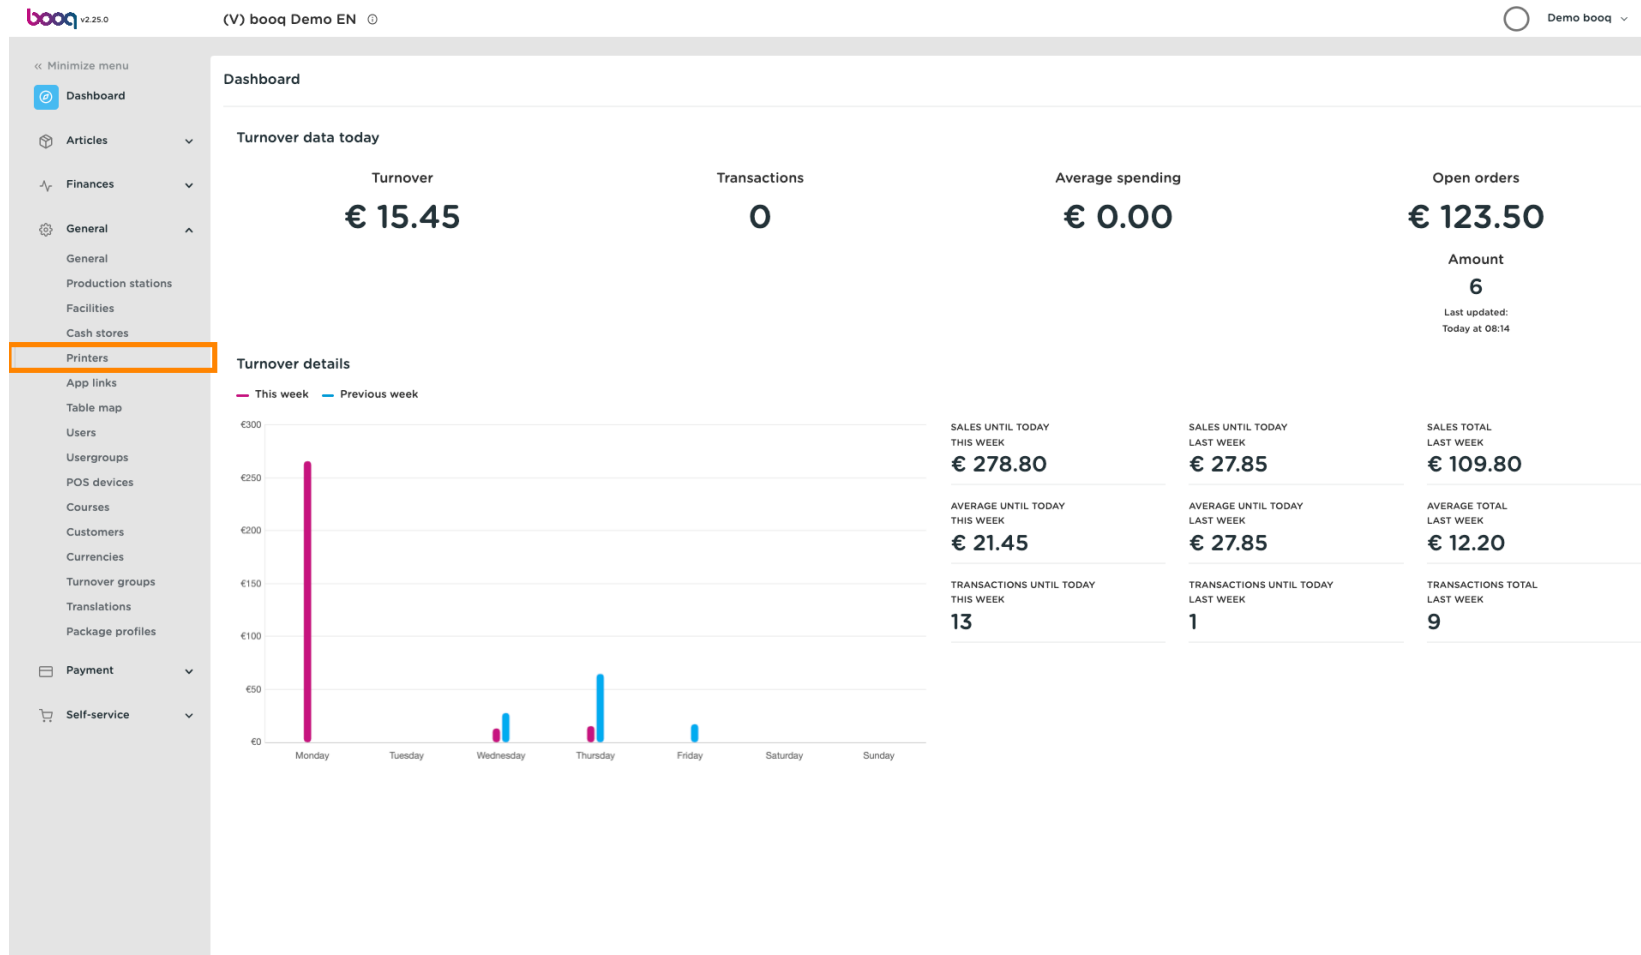 booq v2.25.0
(V) booq Demo EN
Demo booq
« Minimize menu
Dashboard
Articles
Finances
General
General
Production stations
Facilities
Cash stores
Printers
App links
Table map
Users
Usergroups
POS devices
Courses
Customers
Currencies
Turnover groups
Translations
Package profiles
Payment
Self-service
Dashboard
Turnover data today
Turnover
€ 15.45
Transactions
0
Average spending
€ 0.00
Open orders
€ 123.50
Amount
6
Last updated:
Today at 08:14
Turnover details
This week Previous week
€300
€250
€200
€150
€100
€50
€0
Monday Tuesday Wednesday Thursday Friday Saturday Sunday
SALES UNTIL TODAY
THIS WEEK
€ 278.80
SALES UNTIL TODAY
LAST WEEK
€ 27.85
SALES TOTAL
LAST WEEK
€ 109.80
AVERAGE UNTIL TODAY
THIS WEEK
€ 21.45
AVERAGE UNTIL TODAY
LAST WEEK
€ 27.85
AVERAGE TOTAL
LAST WEEK
€ 12.20
TRANSACTIONS UNTIL TODAY
THIS WEEK
13
TRANSACTIONS UNTIL TODAY
LAST WEEK
1
TRANSACTIONS TOTAL
LAST WEEK
9